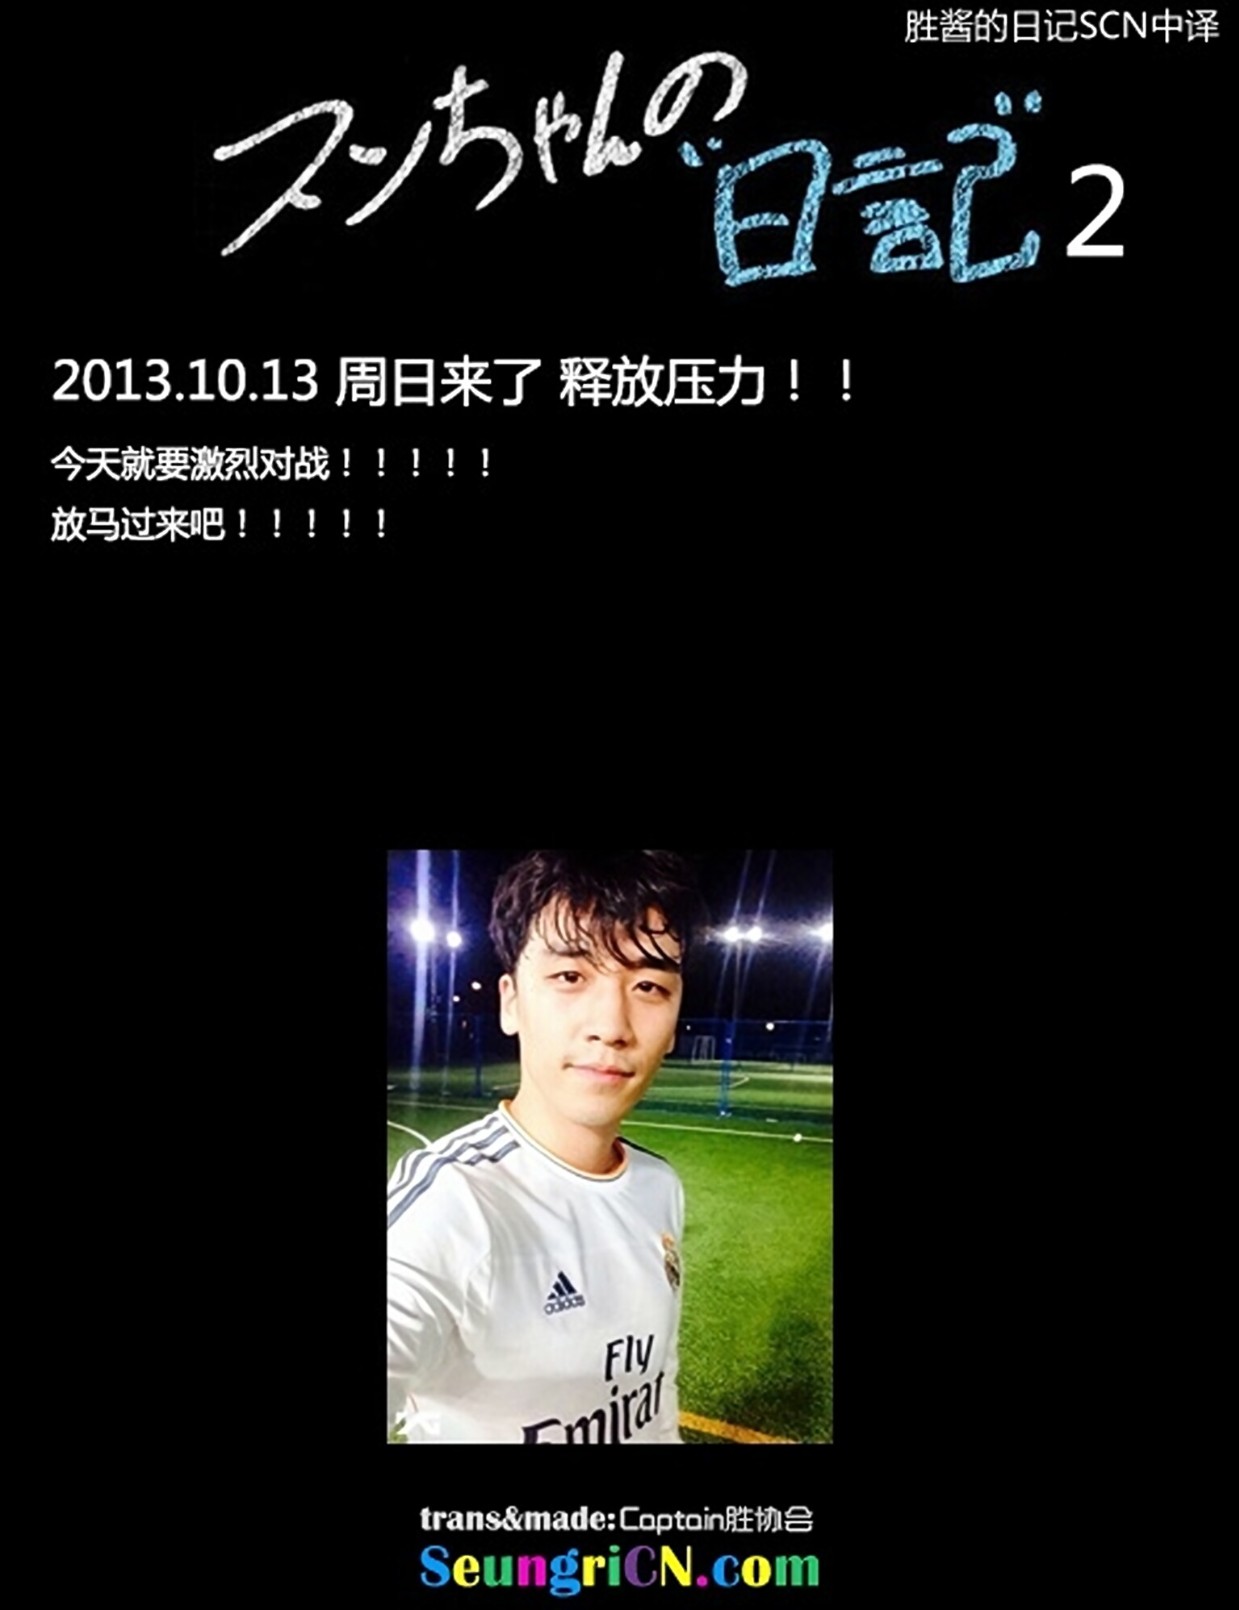 胜酱的日记SCN中译
スンちゃんの
日記 2
2013.10.13 周日来了 释放压力！！
今天就要激烈对战！！！！！
放马过来吧！！！！！
adidas
Fly
Emirat
trans&made:Captain胜协会
SeungriCN.com